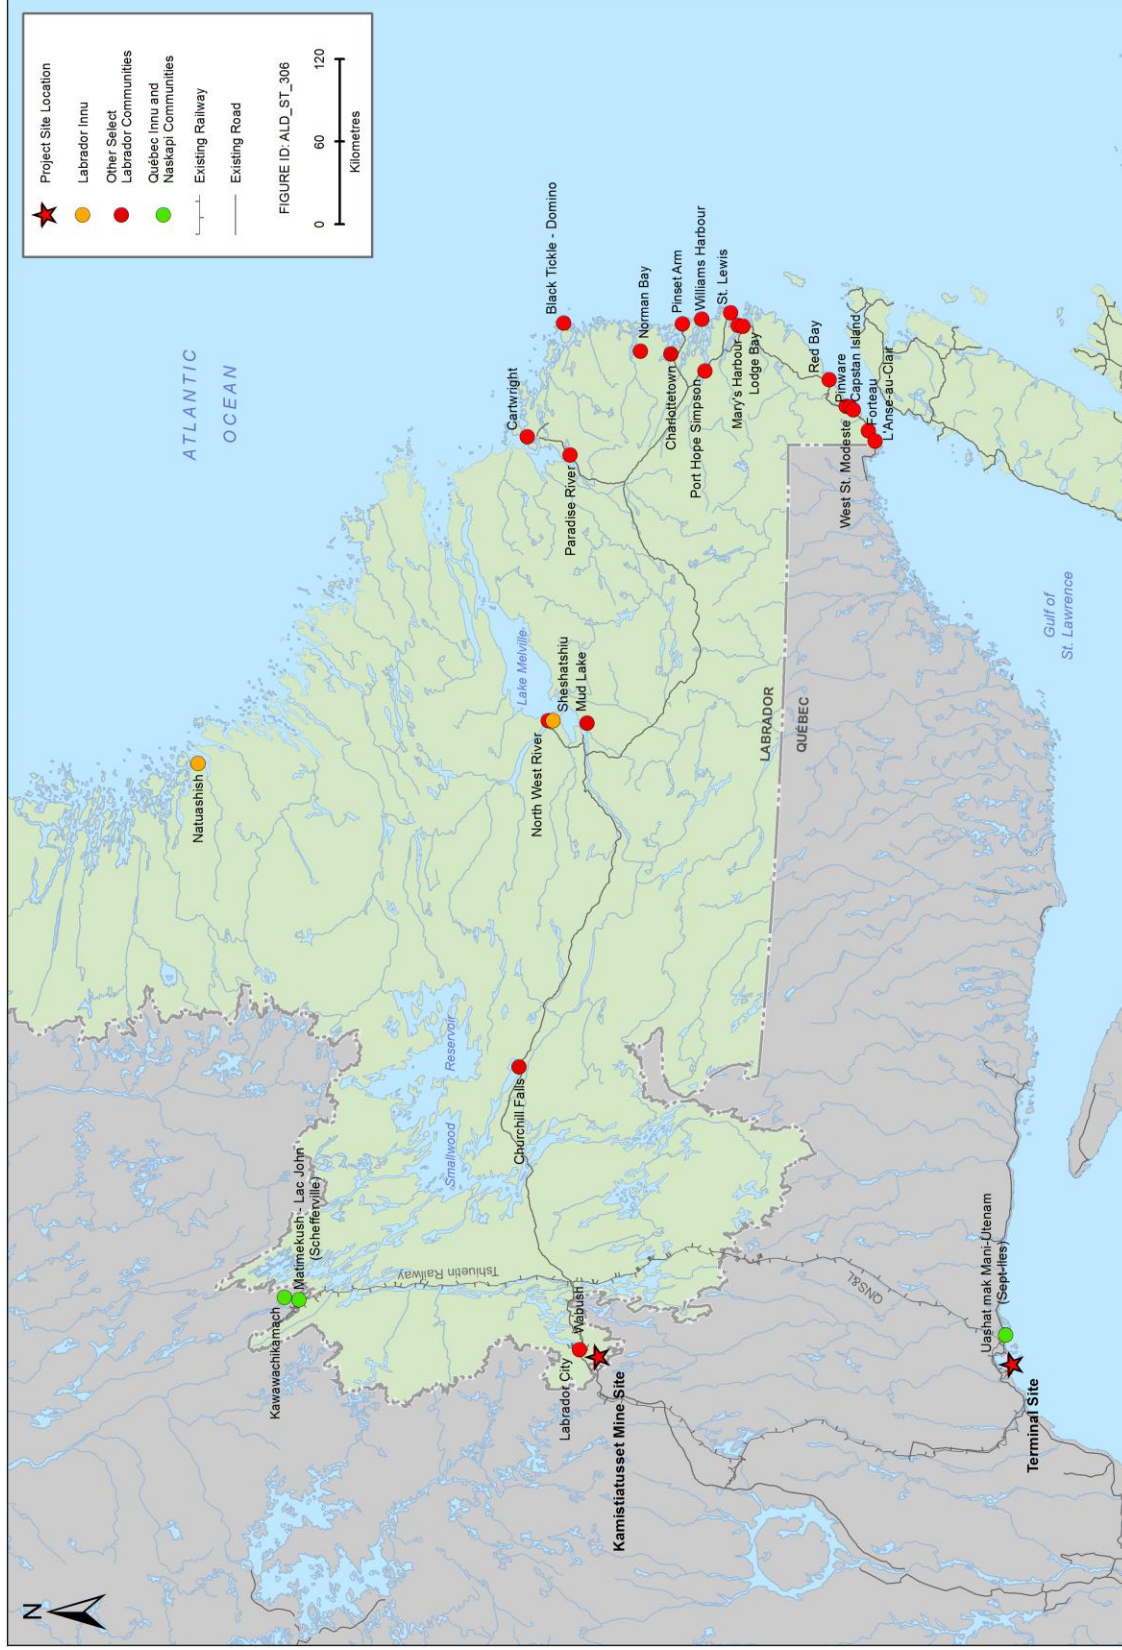 N
ATLANTIC
OCEAN
Project Site Location
Labrador Innu
Other Select
Labrador Communities
Québec Innu and
Naskapi Communities
Existing Railway
Existing Road
FIGURE ID: ALD_ST_306
0 60 120
Kilometres
Natuashish
Kawawachikamach
Matimekush - Lac John
(Schefferville)
Smallwood Reservoir
Tshiuetin Railway
Churchill Falls
Labrador City
Wabush
Kamistiatusset Mine Site
Lake Melville
North West River
Sheshatshiu
Mud Lake
Cartwright
Paradise River
Black Tickle - Domino
Norman Bay
Charlottetown
Pinset Arm
Williams Harbour
Port Hope Simpson
St. Lewis
Mary's Harbour
Lodge Bay
Red Bay
Pinware
West St. Modeste
Capstan Island
Forteau
L'Anse-au-Clair
LABRADOR
QUÉBEC
QNS&L
Uashat mak Mani-Utenam
(Sept-Iles)
Terminal Site
Gulf of
St. Lawrence